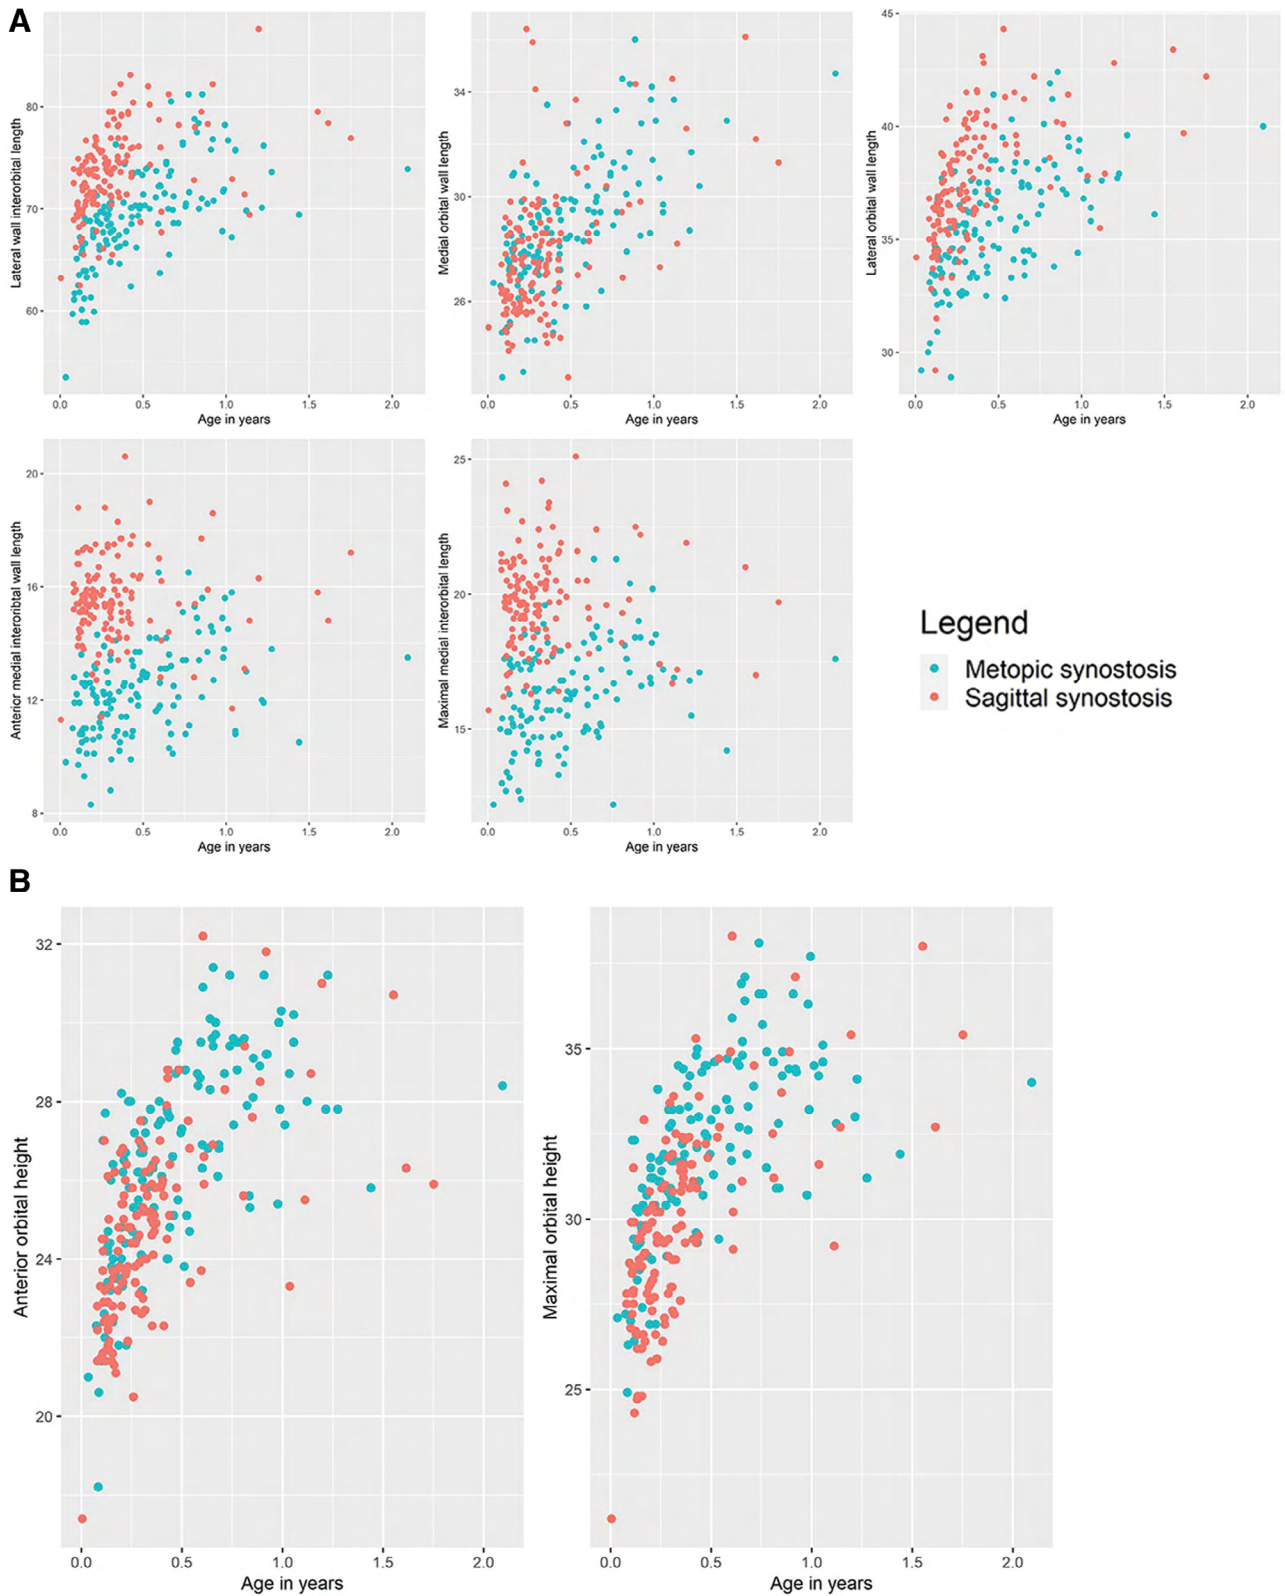 A
Lateral wall interorbital length
80
70
60
0.0 0.5 1.0 1.5 2.0
Age in years
Medial orbital wall length
34
30
26
0.0 0.5 1.0 1.5 2.0
Age in years
Lateral orbital wall length
45
40
35
30
0.0 0.5 1.0 1.5 2.0
Age in years
Anterior medial interoribtal wall length
20
16
12
8
0.0 0.5 1.0 1.5 2.0
Age in years
Maximal medial interorbital length
25
20
15
0.0 0.5 1.0 1.5 2.0
Age in years
Legend
Metopic synostosis
Sagittal synostosis
B
Anterior orbital height
32
28
24
20
0.0 0.5 1.0 1.5 2.0
Age in years
Maximal orbital height
35
30
25
0.0 0.5 1.0 1.5 2.0
Age in years